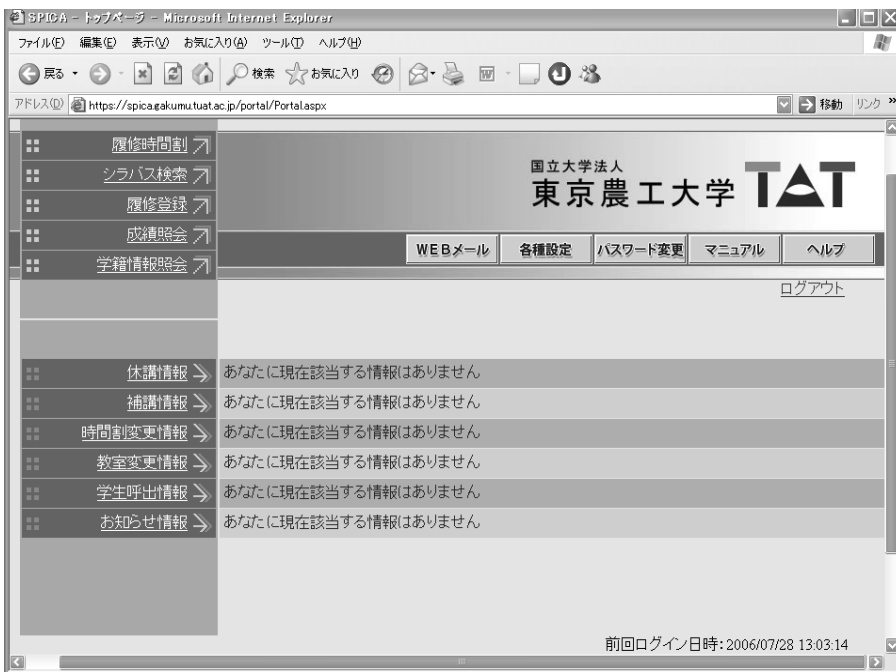 SPICA - トップページ - Microsoft Internet Explorer
ファイル(F) 編集(E) 表示(V) お気に入り(A) ツール(T) ヘルプ(H)
戻る 検索 お気に入り
アドレス(D) https://spica.gakumu.tuat.ac.jp/portal/Portal.aspx 移動 リンク »
履修時間割
シラバス検索
履修登録
成績照会
学籍情報照会
国立大学法人
東京農工大学 TAT
WEBメール 各種設定 パスワード変更 マニュアル ヘルプ
ログアウト
休講情報 あなたに現在該当する情報はありません
補講情報 あなたに現在該当する情報はありません
時間割変更情報 あなたに現在該当する情報はありません
教室変更情報 あなたに現在該当する情報はありません
学生呼出情報 あなたに現在該当する情報はありません
お知らせ情報 あなたに現在該当する情報はありません
前回ログイン日時:2006/07/28 13:03:14